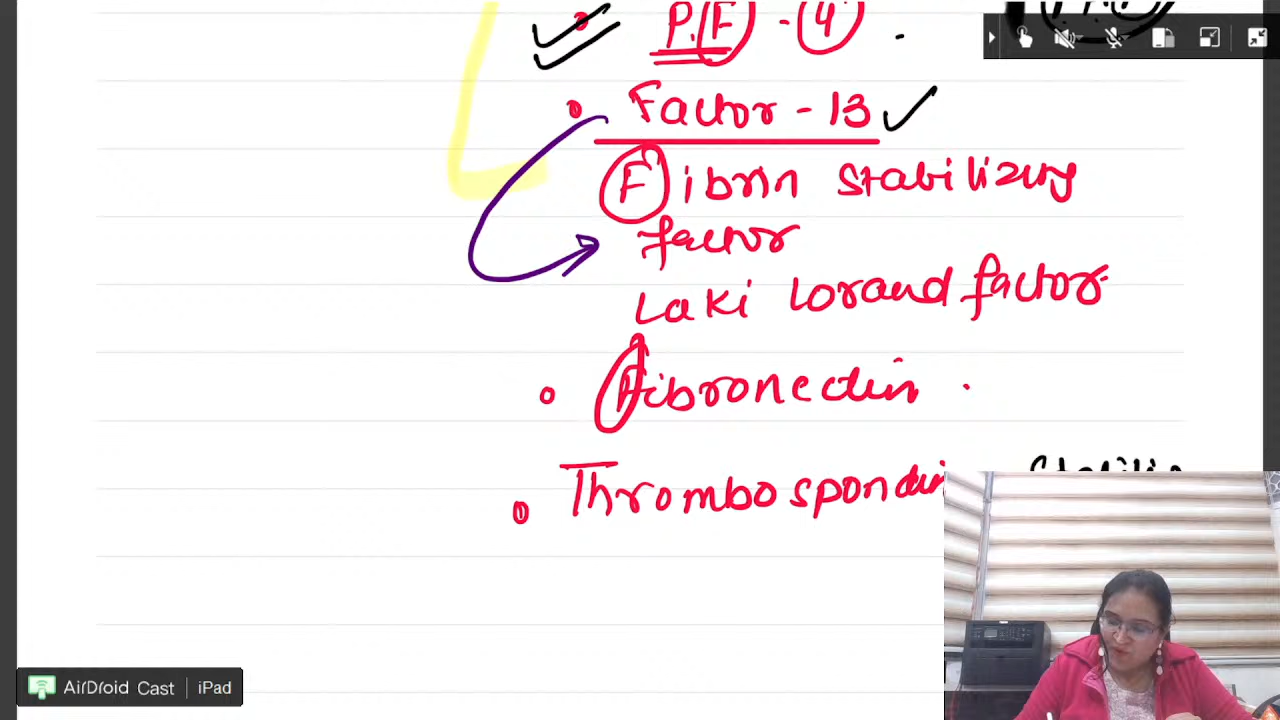 P.F - 4
Factor - 13
Fibrin stabilizing
factor
Laki Lorand factor
Fibronectin
Thrombospondin
AirDroid Cast | iPad